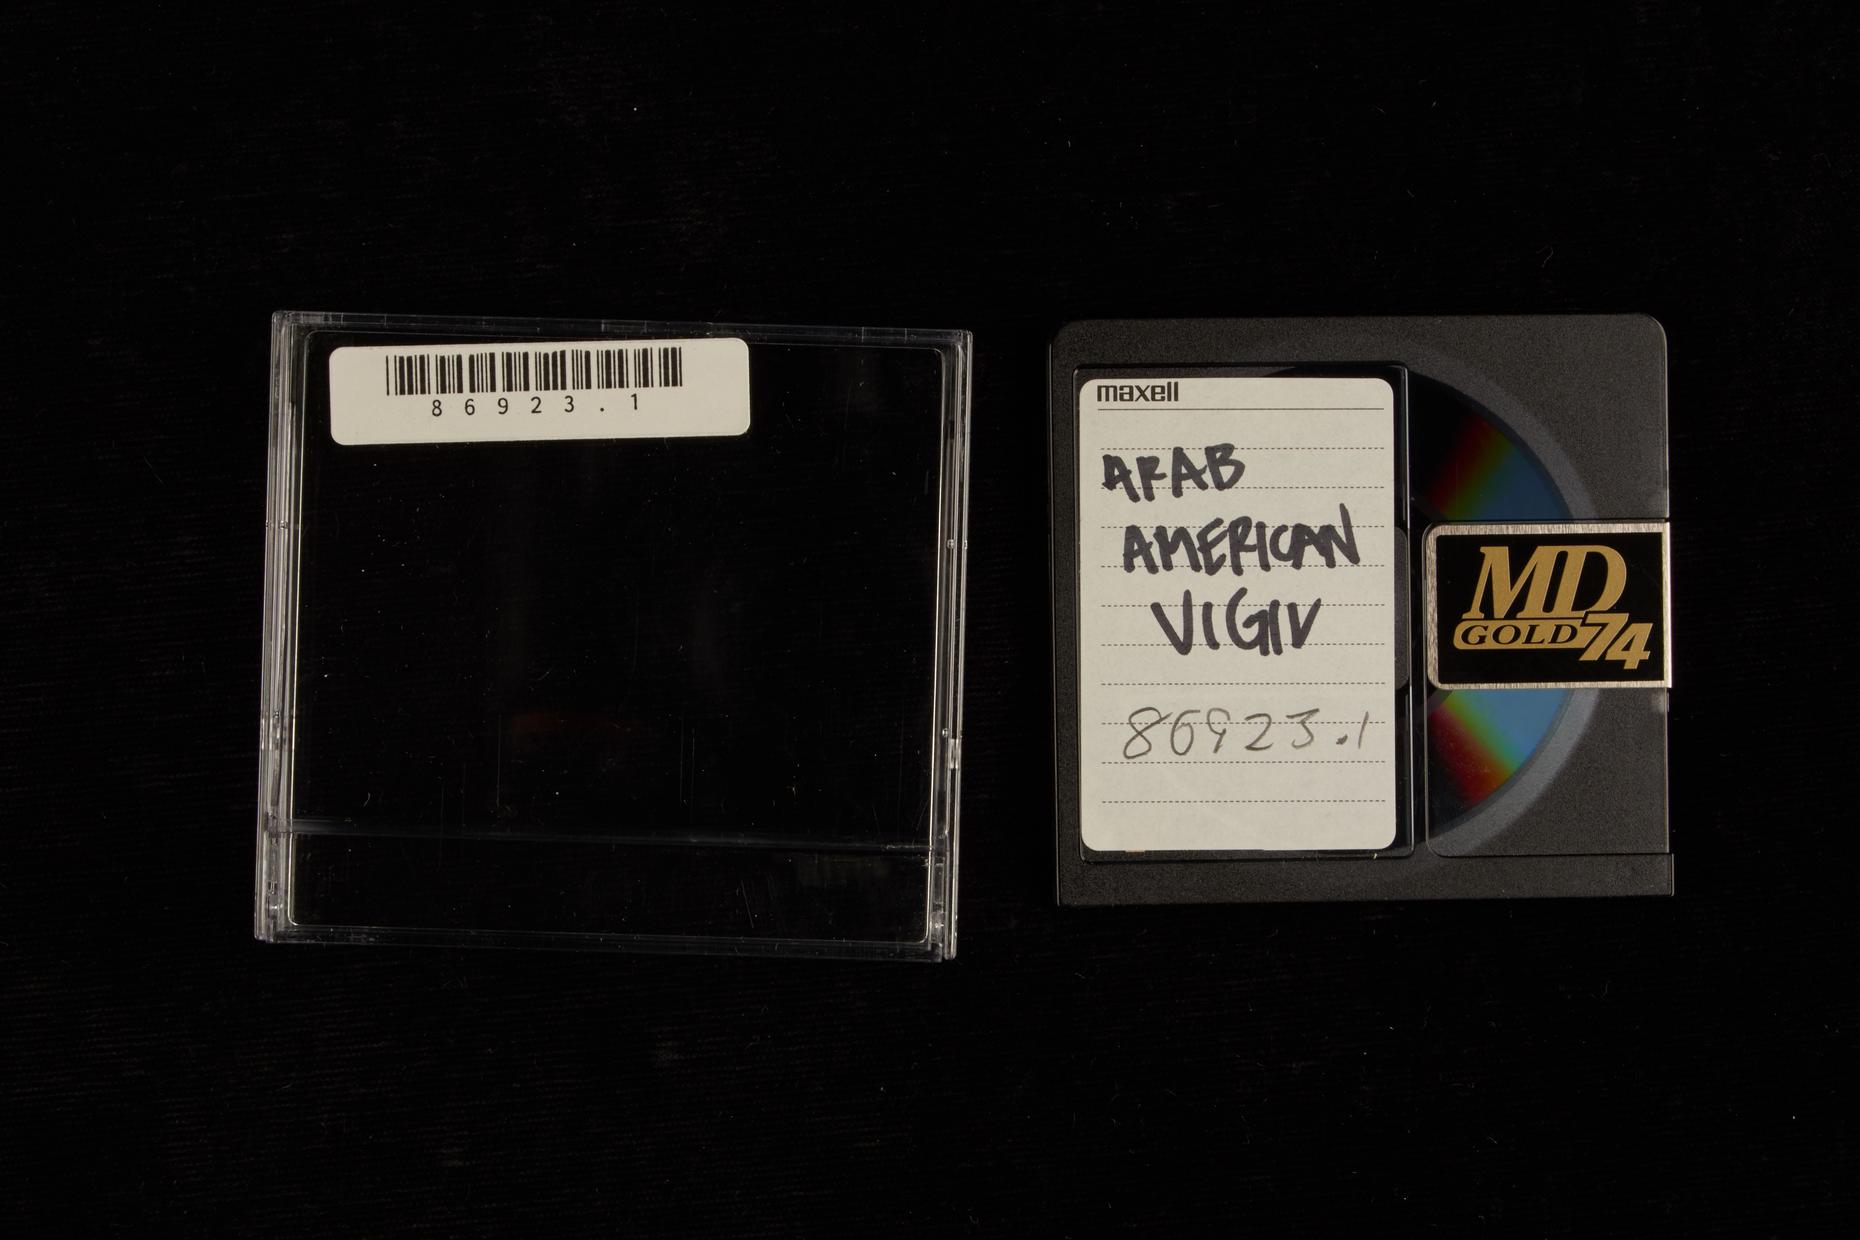 86923.1
maxell
ARAB
AMERICAN
VIGIV
86923.1
MD
GOLD 74